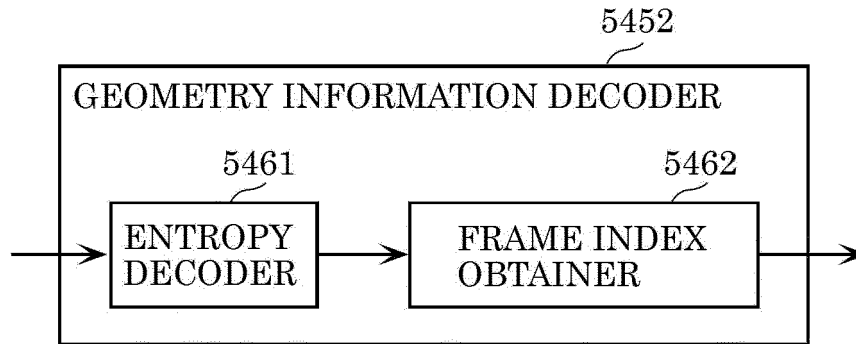 5452
GEOMETRY INFORMATION DECODER
5461
5462
ENTROPY
DECODER
FRAME INDEX
OBTAINER